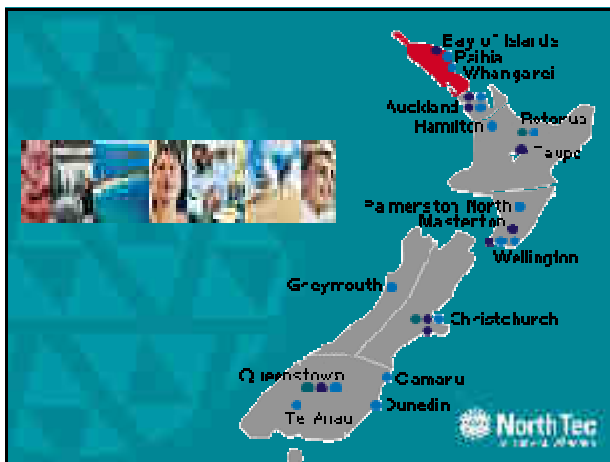 Bay of Islands
Paihia
Whangarei
Auckland
Hamilton
Rotorua
Taupo
Palmerston North
Masterton
Wellington
Greymouth
Christchurch
Queenstown
Oamaru
Te Anau
Dunedin
NorthTec